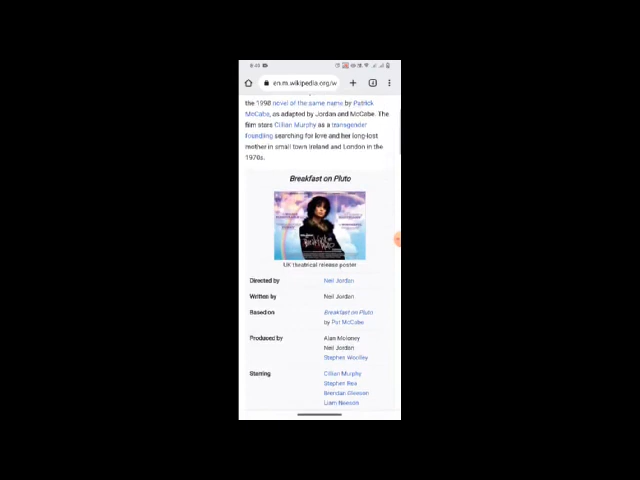 8:45
en.m.wikipedia.org/w
the 1998 novel of the same name by Patrick
McCabe, as adapted by Jordan and McCabe. The
film stars Cillian Murphy as a transgender
foundling searching for love and her long-lost
mother in small town Ireland and London in the
1970s.
Breakfast on Pluto
UK theatrical release poster
Directed by Neil Jordan
Written by Neil Jordan
Based on Breakfast on Pluto
by Pat McCabe
Produced by Alan Moloney
Neil Jordan
Stephen Woolley
Starring Cillian Murphy
Stephen Rea
Brendan Gleeson
Liam Neeson